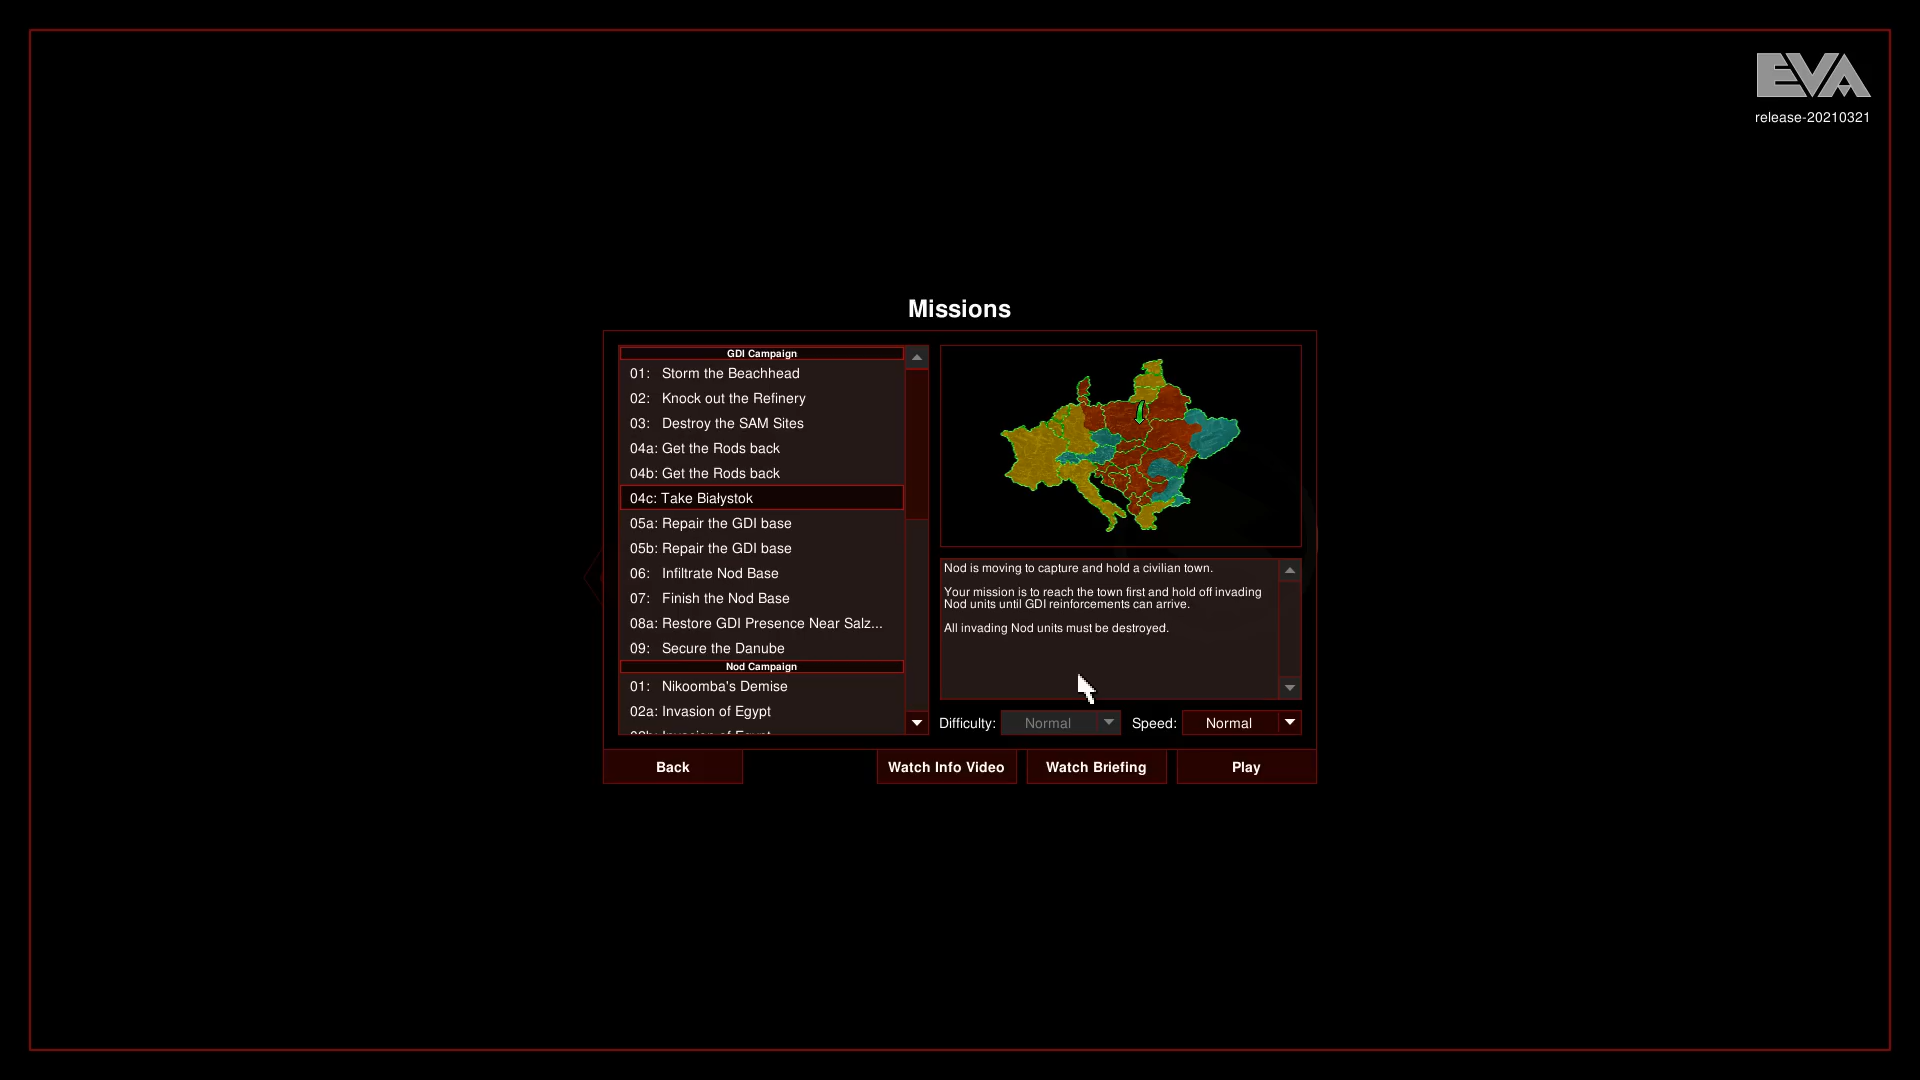 EVA
release-20210321
Missions
GDI Campaign
01: Storm the Beachhead
02: Knock out the Refinery
03: Destroy the SAM Sites
04a: Get the Rods back
04b: Get the Rods back
04c: Take Białystok
05a: Repair the GDI base
05b: Repair the GDI base
06: Infiltrate Nod Base
07: Finish the Nod Base
08a: Restore GDI Presence Near Salz...
09: Secure the Danube
Nod Campaign
01: Nikoomba's Demise
02a: Invasion of Egypt
Nod is moving to capture and hold a civilian town.
Your mission is to reach the town first and hold off invading
Nod units until GDI reinforcements can arrive.
All invading Nod units must be destroyed.
Difficulty: Normal Speed: Normal
Back Watch Info Video Watch Briefing Play